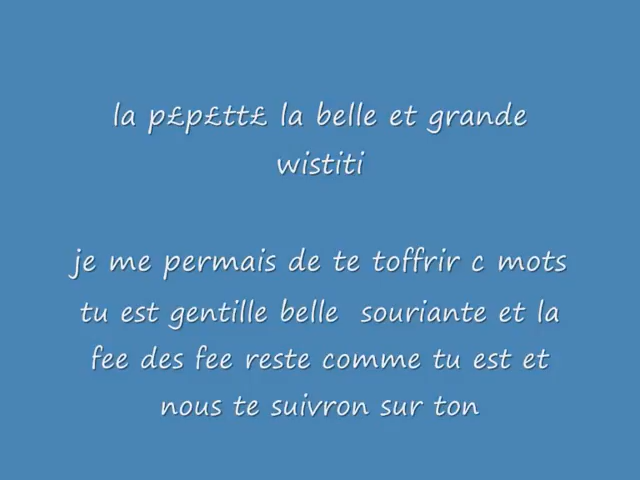 la p£p£tt£ la belle et grande
wistiti
je me permais de te toffrir c mots
tu est gentille belle souriante et la
fee des fee reste comme tu est et
nous te suivron sur ton